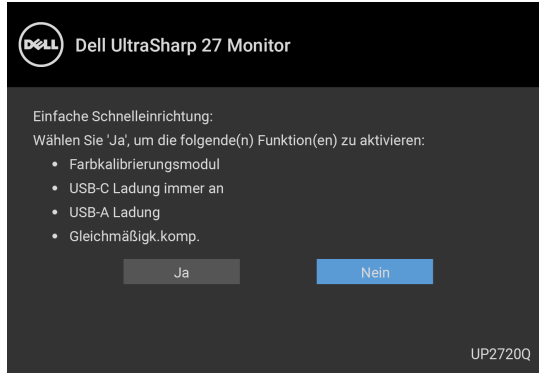 DELL Dell UltraSharp 27 Monitor
Einfache Schnelleinrichtung:
Wählen Sie 'Ja', um die folgende(n) Funktion(en) zu aktivieren:
• Farbkalibrierungsmodul
• USB-C Ladung immer an
• USB-A Ladung
• Gleichmäßigk.komp.
Ja Nein
UP2720Q